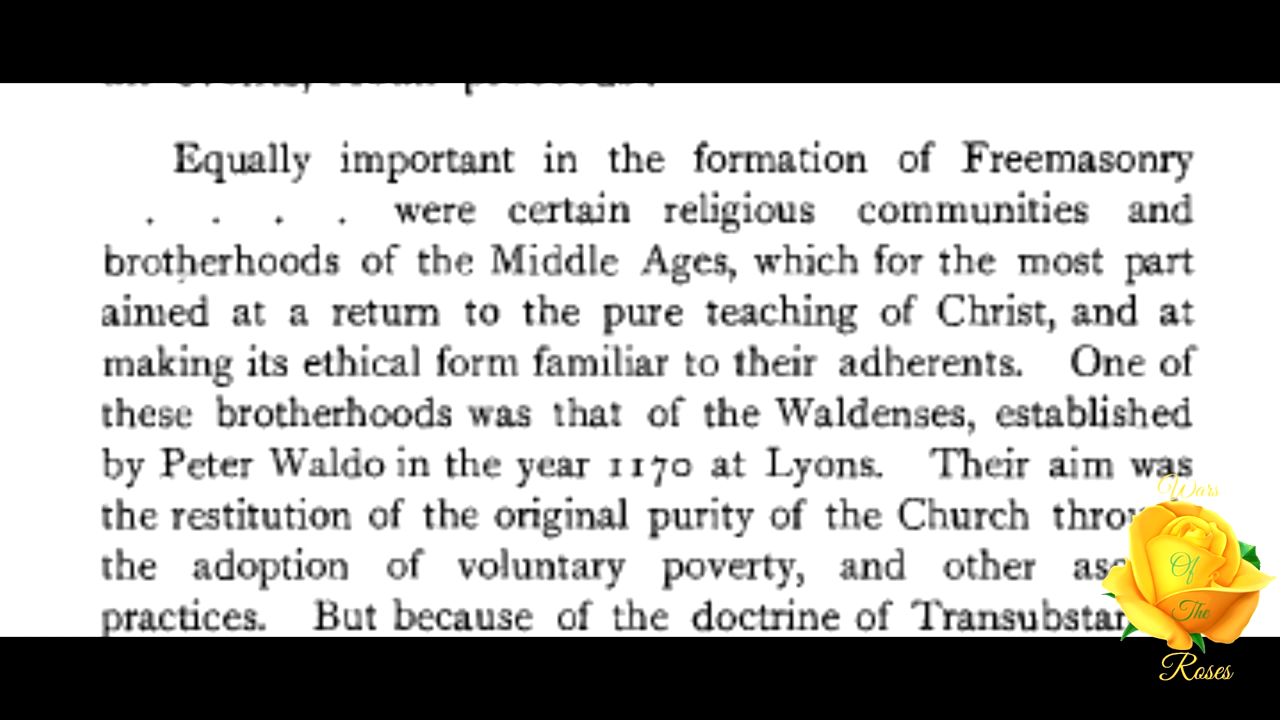 Equally important in the formation of Freemasonry
. . . . were certain religious communities and
brotherhoods of the Middle Ages, which for the most part
aimed at a return to the pure teaching of Christ, and at
making its ethical form familiar to their adherents. One of
these brotherhoods was that of the Waldenses, established
by Peter Waldo in the year 1170 at Lyons. Their aim was
the restitution of the original purity of the Church
the adoption of voluntary poverty, and other
practices. But because of the doctrine of
Wars
Of
The
Roses